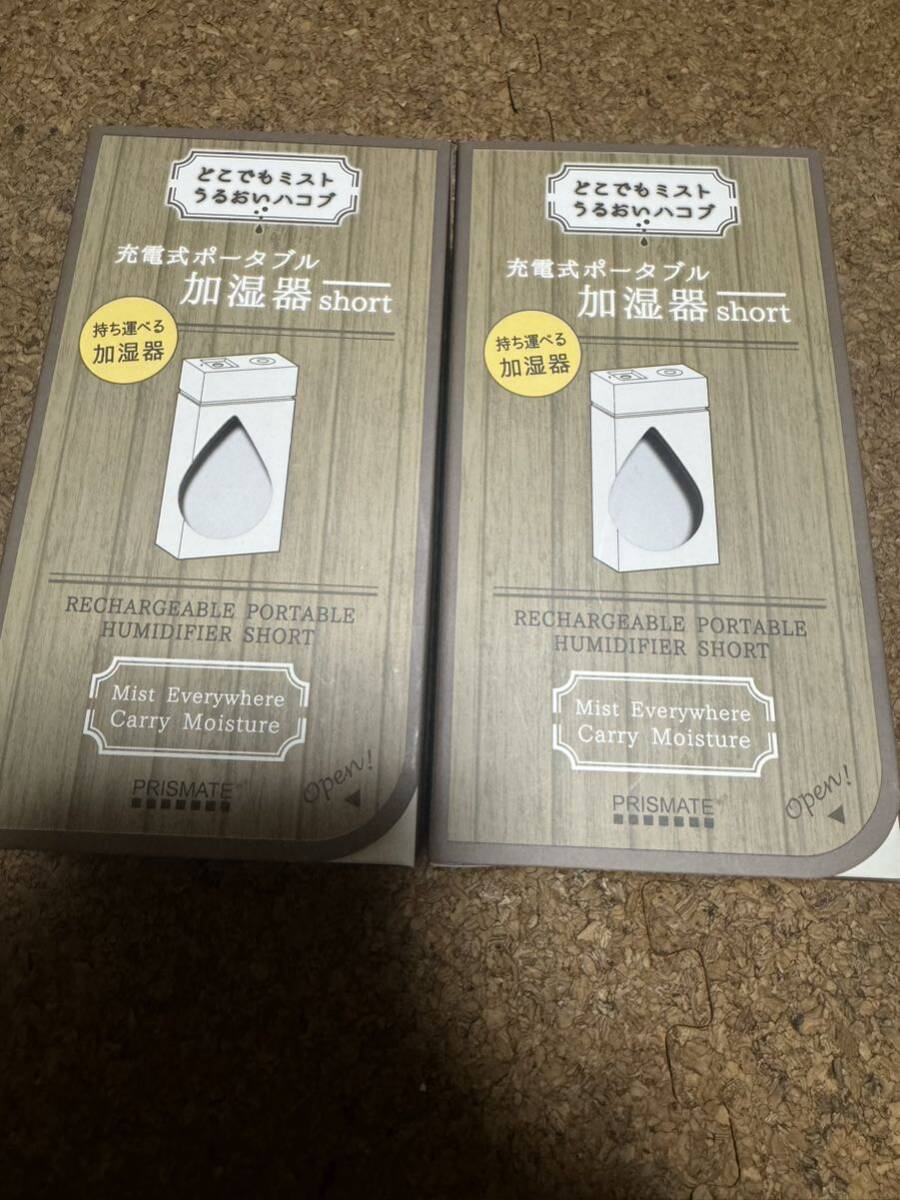 どこでもミスト
うるおいハコブ
充電式ポータブル
加湿器 short
持ち運べる
加湿器
RECHARGEABLE PORTABLE
HUMIDIFIER SHORT
Mist Everywhere
Carry Moisture
PRISMATE
Open!
どこでもミスト
うるおいハコブ
充電式ポータブル
加湿器 short
持ち運べる
加湿器
RECHARGEABLE PORTABLE
HUMIDIFIER SHORT
Mist Everywhere
Carry Moisture
PRISMATE
Open!